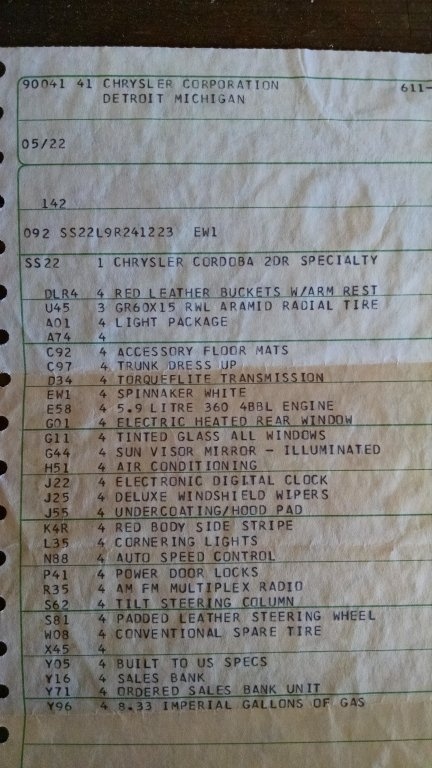 90041 41 CHRYSLER CORPORATION 611-
DETROIT MICHIGAN
05/22
142
092 SS22L9R241223 EW1
SS22 1 CHRYSLER CORDOBA 2DR SPECIALTY
DLR4 4 RED LEATHER BUCKETS W/ARM REST
U45 3 GR60X15 RWL ARAMID RADIAL TIRE
A01 4 LIGHT PACKAGE
A74 4
C92 4 ACCESSORY FLOOR MATS
C97 4 TRUNK DRESS UP
D34 4 TORQUEFLITE TRANSMISSION
EW1 4 SPINNAKER WHITE
E58 4 5.9 LITRE 360 4BBL ENGINE
G01 4 ELECTRIC HEATED REAR WINDOW
G11 4 TINTED GLASS ALL WINDOWS
G44 4 SUN VISOR MIRROR - ILLUMINATED
H51 4 AIR CONDITIONING
J22 4 ELECTRONIC DIGITAL CLOCK
J25 4 DELUXE WINDSHIELD WIPERS
J55 4 UNDERCOATING/HOOD PAD
K4R 4 RED BODY SIDE STRIPE
L35 4 CORNERING LIGHTS
N88 4 AUTO SPEED CONTROL
P41 4 POWER DOOR LOCKS
R35 4 AM FM MULTIPLEX RADIO
S62 4 TILT STEERING COLUMN
S81 4 PADDED LEATHER STEERING WHEEL
W08 4 CONVENTIONAL SPARE TIRE
X45 4
Y05 4 BUILT TO US SPECS
Y16 4 SALES BANK
Y71 4 ORDERED SALES BANK UNIT
Y96 4 8.33 IMPERIAL GALLONS OF GAS